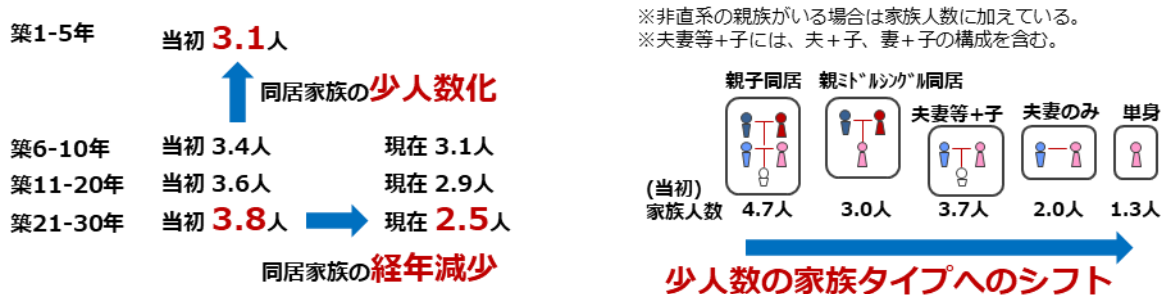 築1-5年 当初 3.1人
同居家族の少人数化
築6-10年 当初 3.4人 現在 3.1人
築11-20年 当初 3.6人 現在 2.9人
築21-30年 当初 3.8人 現在 2.5人
同居家族の経年減少
※非直系の親族がいる場合は家族人数に加えている。
※夫妻等+子には、夫+子、妻+子の構成を含む。
親子同居 親ﾐﾄﾞﾙｼﾝｸﾞﾙ同居
夫妻等+子 夫妻のみ 単身
(当初)
家族人数 4.7人 3.0人 3.7人 2.0人 1.3人
少人数の家族タイプへのシフト